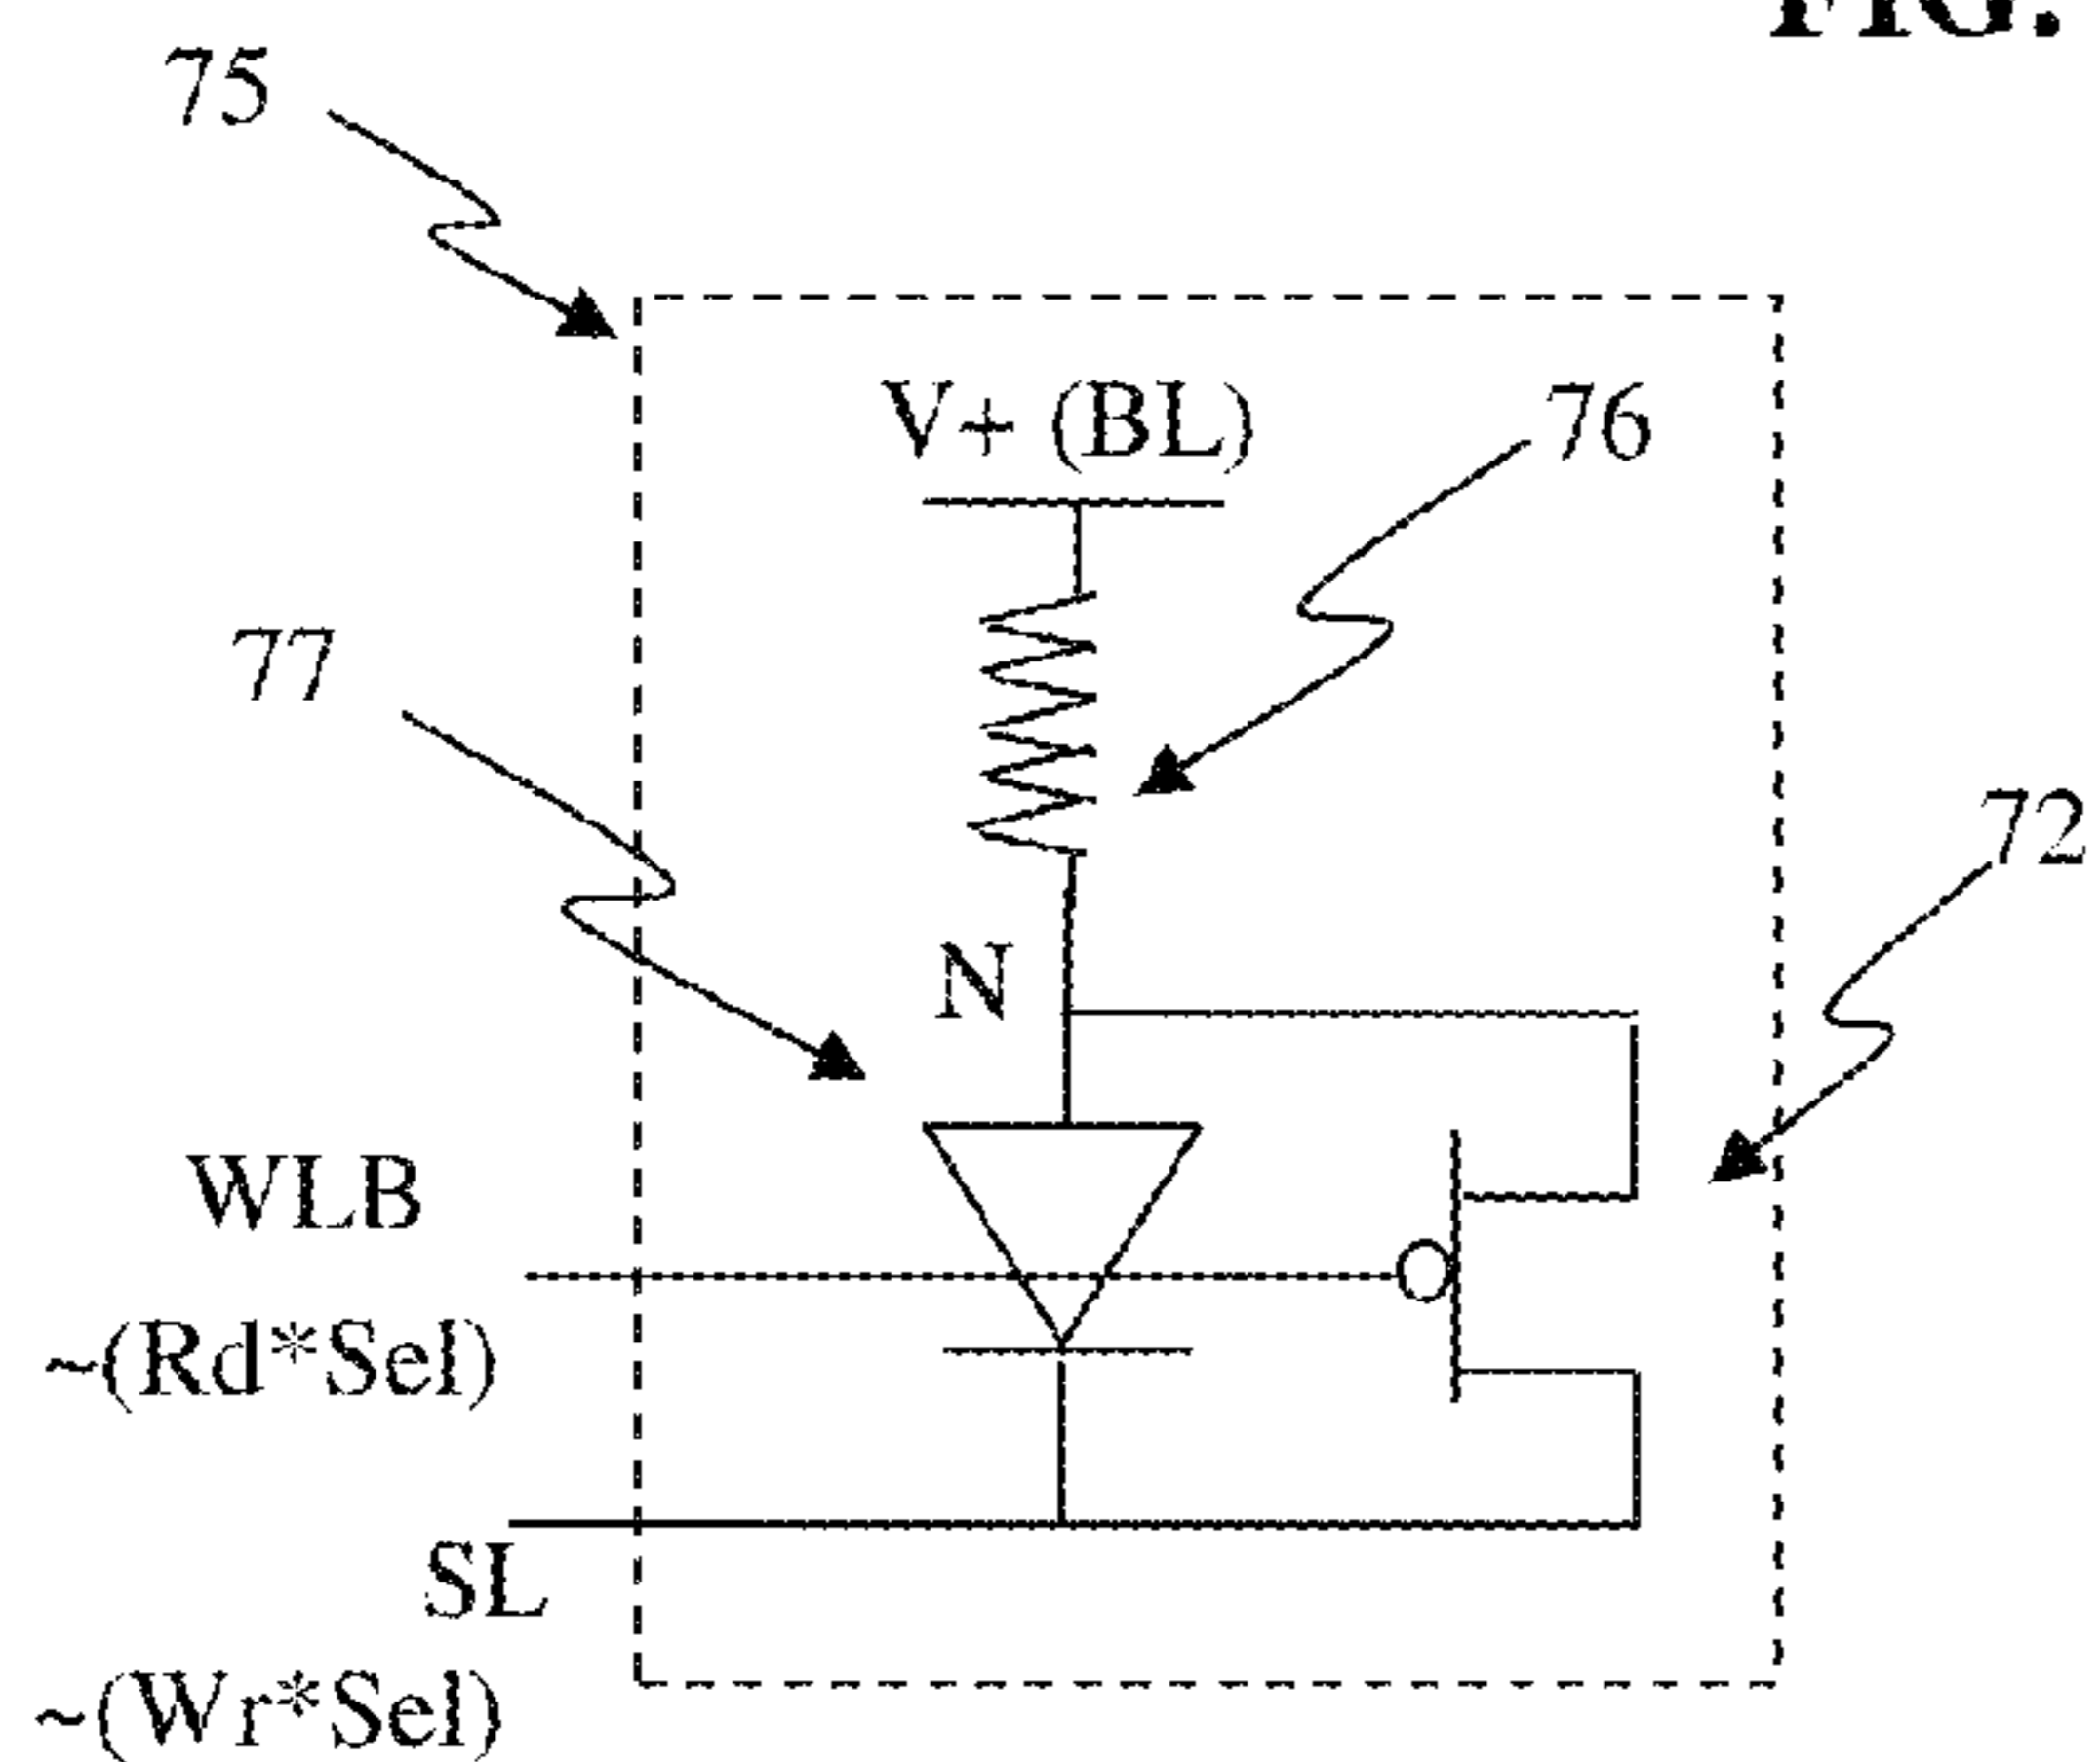 FIG.
75
V+ (BL)
76
77
72
N
WLB
~(Rd*Sel)
SL
~(Wr*Sel)